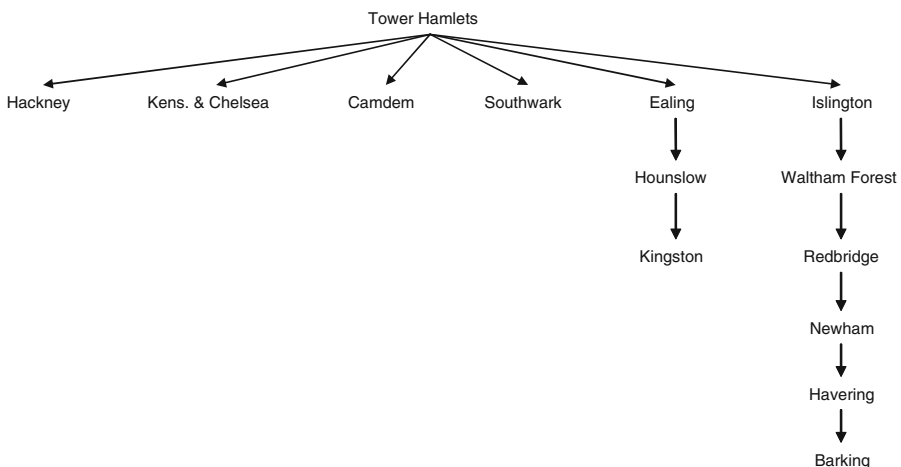 Tower Hamlets
Hackney
Kens. & Chelsea
Camdem
Southwark
Ealing
Islington
Hounslow
Waltham Forest
Kingston
Redbridge
Newham
Havering
Barking